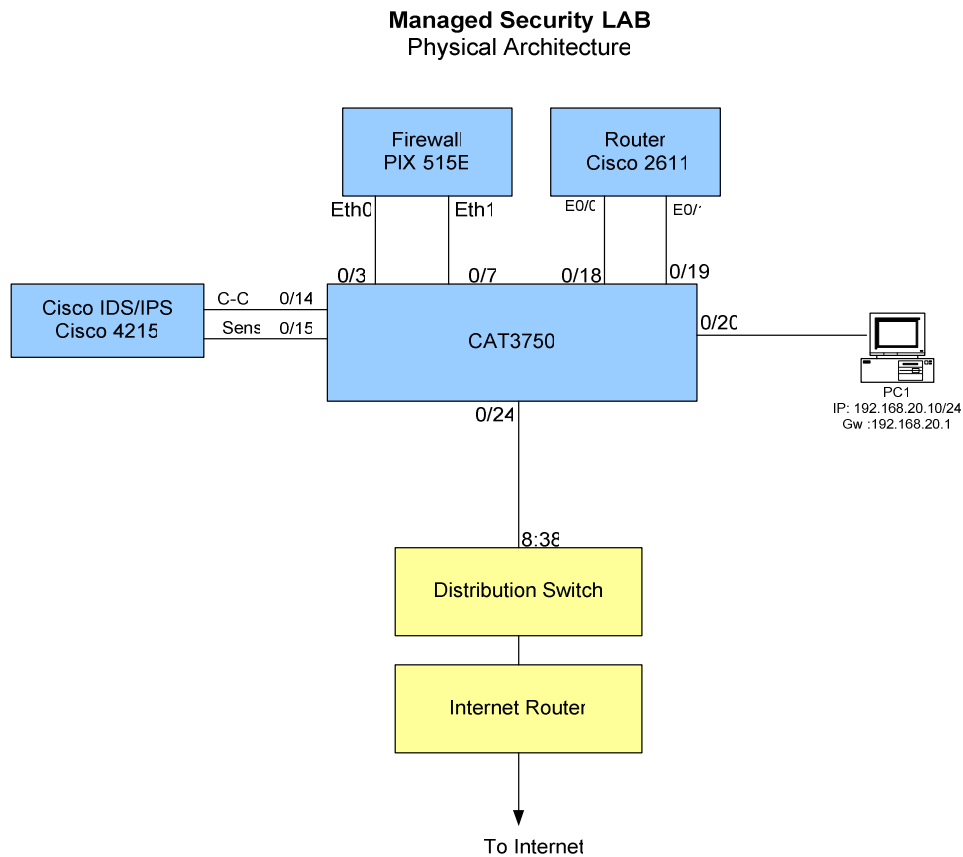 Managed Security LAB
Physical Architecture
Firewall
PIX 515E
Router
Cisco 2611
Eth0
Eth1
E0/0
E0/1
0/3
0/7
0/18
0/19
Cisco IDS/IPS
Cisco 4215
C-C
0/14
Sens
0/15
CAT3750
0/20
PC1
IP: 192.168.20.10/24
Gw :192.168.20.1
0/24
8:38
Distribution Switch
Internet Router
To Internet